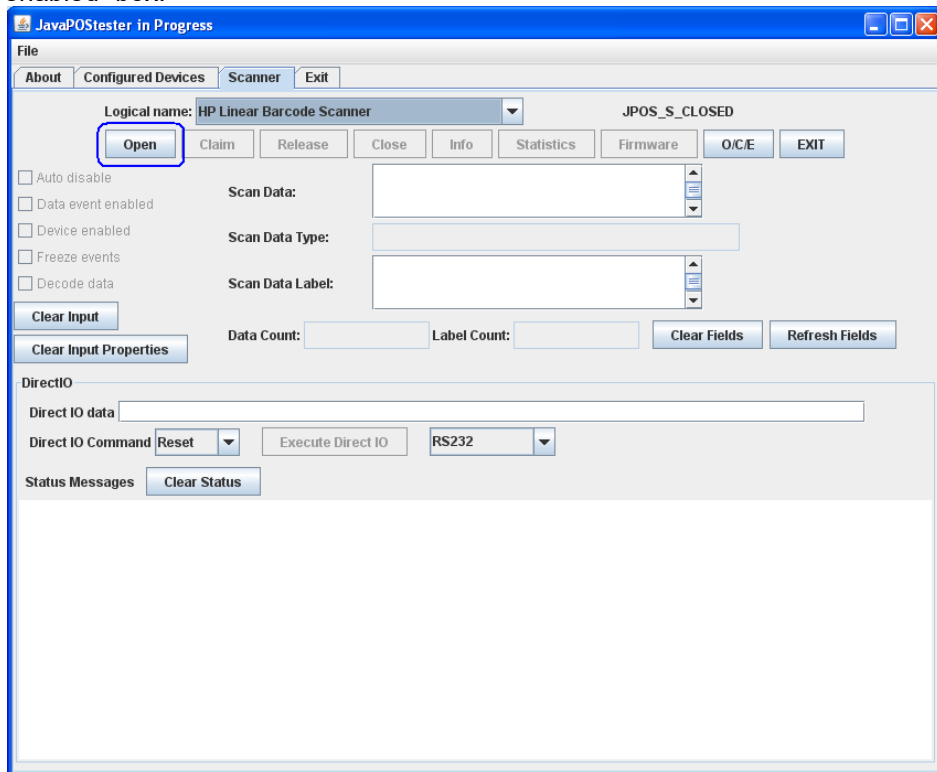 enabled" box.
JavaPOStester in Progress
File
About Configured Devices Scanner Exit
Logical name: HP Linear Barcode Scanner JPOS_S_CLOSED
Open Claim Release Close Info Statistics Firmware O/C/E EXIT
Auto disable
Data event enabled
Device enabled
Freeze events
Decode data
Scan Data:
Scan Data Type:
Scan Data Label:
Clear Input
Clear Input Properties
Data Count: Label Count: Clear Fields Refresh Fields
DirectIO
Direct IO data
Direct IO Command Reset Execute Direct IO RS232
Status Messages Clear Status